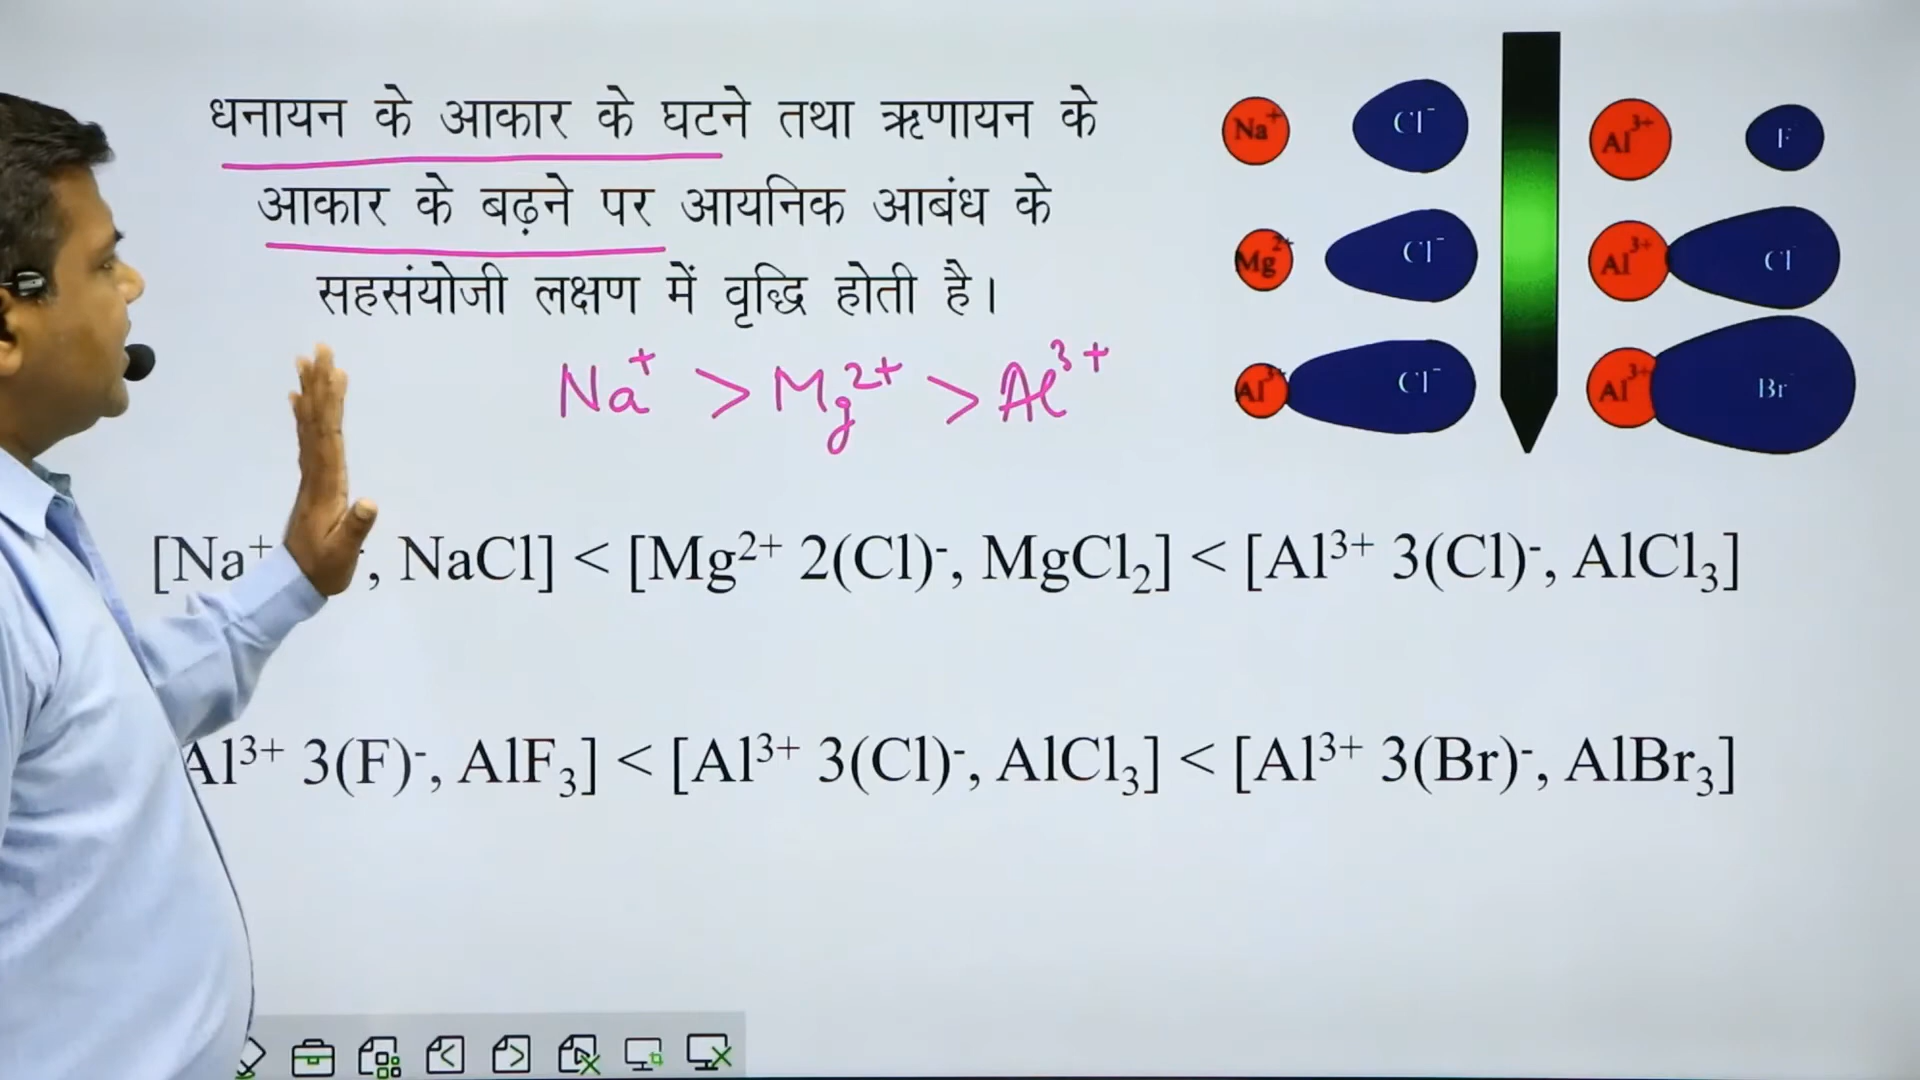 धनायन के आकार के घटने तथा ऋणायन के
आकार के बढ़ने पर आयनिक आबंध के
सहसंयोजी लक्षण में वृद्धि होती है।
Na⁺ > Mg²⁺ > Al³⁺
[Na⁺ , NaCl] < [Mg²⁺ 2(Cl)⁻, MgCl₂] < [Al³⁺ 3(Cl)⁻, AlCl₃]
Al³⁺ 3(F)⁻, AlF₃] < [Al³⁺ 3(Cl)⁻, AlCl₃] < [Al³⁺ 3(Br)⁻, AlBr₃]
Na⁺ Cl⁻
Mg²⁺ Cl⁻
Al³⁺ Cl⁻
Al³⁺ F
Al³⁺ Cl
Al³⁺ Br